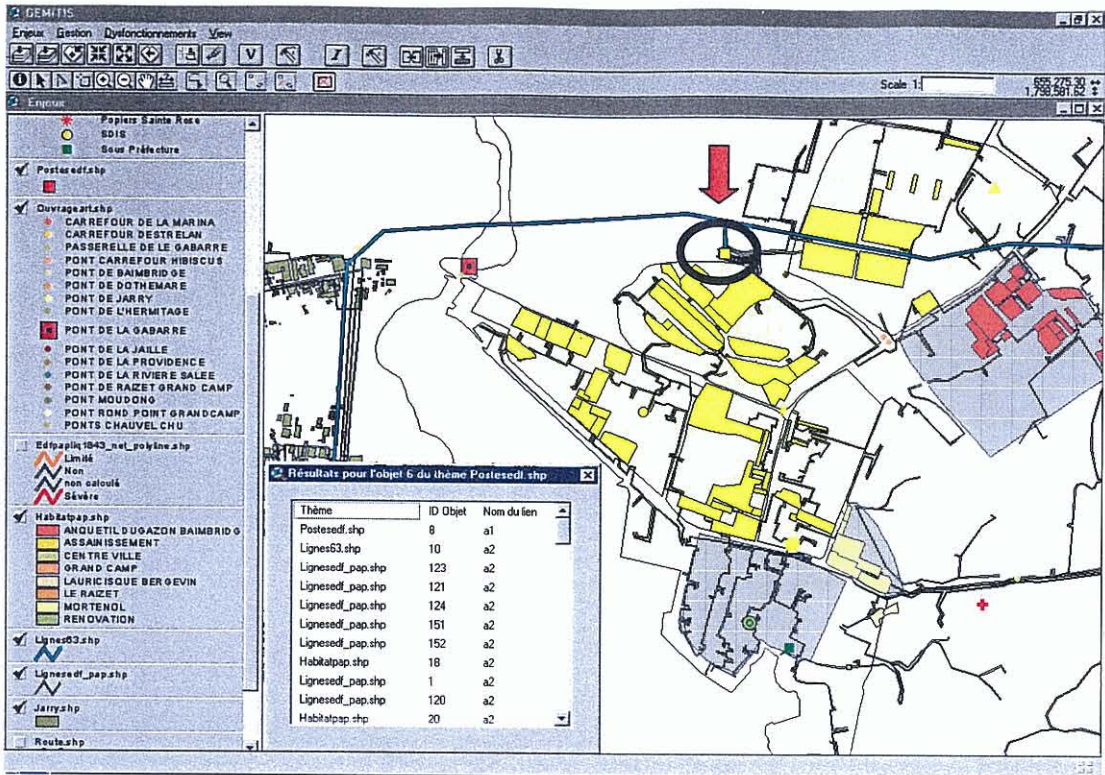 GEMITIS
Enjeux Gestion Dysfonctionnements View
V I
Scale 1: 655,275.30
1,798,581.62
Enjeux
Popiers Sainte Rose
SDIS
Sous Préfecture
Postesedf.shp
Ouvrageart.shp
CARREFOUR DE LA MARINA
CARREFOUR DESTRELAN
PASSERELLE DE LE GABARRE
PONT CARREFOUR HIBISCUS
PONT DE BAIMBRIDGE
PONT DE DOTHEMARE
PONT DE JARRY
PONT DE L'HERMITAGE
PONT DE LA GABARRE
PONT DE LA JAILLE
PONT DE LA PROVIDENCE
PONT DE LA RIVIERE SALEE
PONT DE RAIZET GRAND CAMP
PONT MOUDONG
PONT ROND POINT GRANDCAMP
PONTS CHAUVEL CHU
Edfpapliq1843_net_polyline.shp
Limité
Non
non calculé
Sévère
Habitatpap.shp
ANQUETIL DUGAZON BAIMBRIDG
ASSAINISSEMENT
CENTRE VILLE
GRAND CAMP
LAURICISQUE BERGEVIN
LE RAIZET
MORTENOL
RENOVATION
Lignes63.shp
Lignesedf_pap.shp
Jarry.shp
Route.shp
Résultats pour l'objet 6 du thème Postesedf.shp
Thème ID Objet Nom du lien
Postesedf.shp 8 a1
Lignes63.shp 10 a2
Lignesedf_pap.shp 123 a2
Lignesedf_pap.shp 121 a2
Lignesedf_pap.shp 124 a2
Lignesedf_pap.shp 151 a2
Lignesedf_pap.shp 152 a2
Habitatpap.shp 18 a2
Lignesedf_pap.shp 1 a2
Lignesedf_pap.shp 120 a2
Habitatpap.shp 20 a2